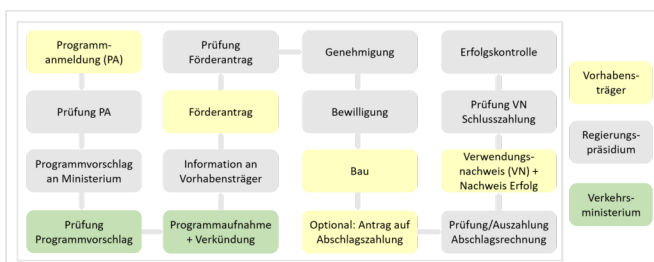 Programm-
anmeldung (PA)
Prüfung PA
Programmvorschlag
an Ministerium
Prüfung
Programmvorschlag
Programmaufnahme
+ Verkündung
Information an
Vorhabensträger
Förderantrag
Prüfung
Förderantrag
Genehmigung
Bewilligung
Bau
Optional: Antrag auf
Abschlagszahlung
Prüfung/Auszahlung
Abschlagsrechnung
Verwendungs-
nachweis (VN) +
Nachweis Erfolg
Prüfung VN
Schlusszahlung
Erfolgskontrolle
Vorhabens-
träger
Regierungs-
präsidium
Verkehrs-
ministerium